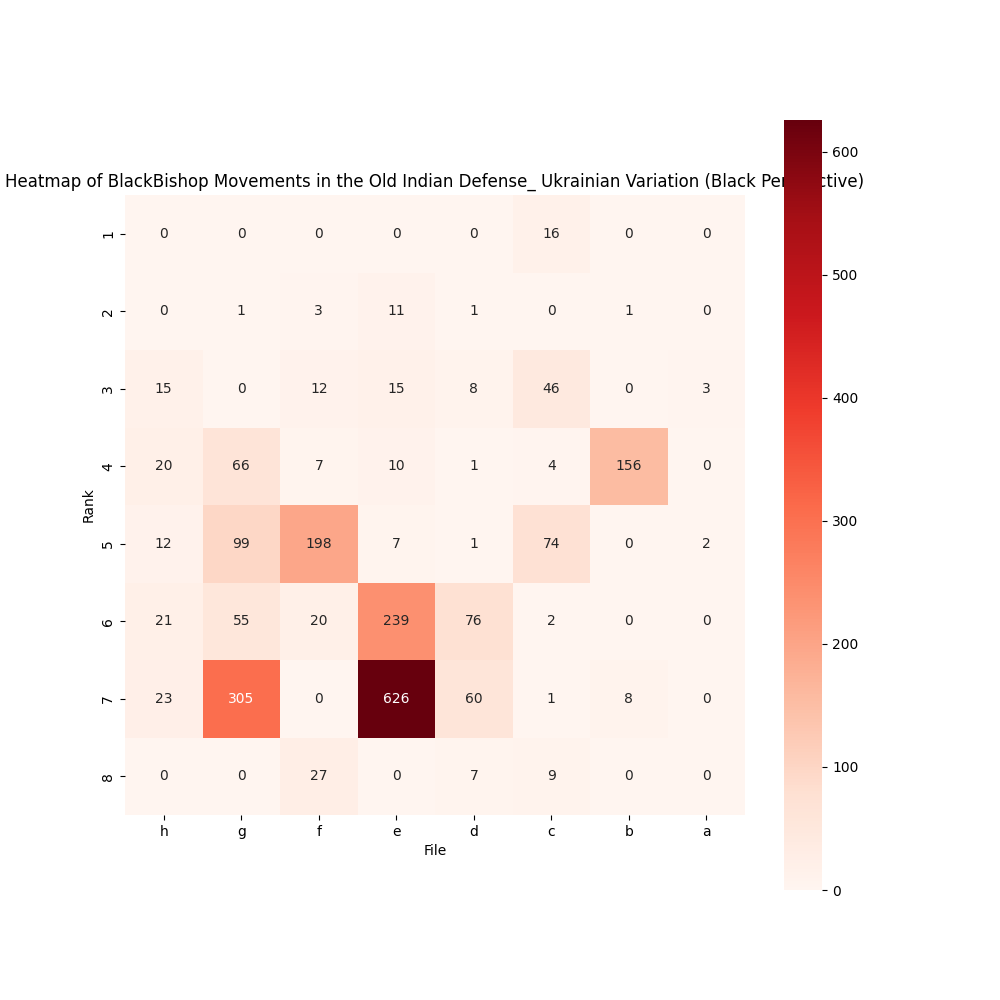 600
Heatmap of BlackBishop Movements in the Old Indian Defense_ Ukrainian Variation (Black Perspective)
1 0 0 0 0 0 16 0 0
500
2 0 1 3 11 1 0 1 0
3 15 0 12 15 8 46 0 3
400
4 20 66 7 10 1 4 156 0
Rank
300
5 12 99 198 7 1 74 0 2
6 21 55 20 239 76 2 0 0
200
7 23 305 0 626 60 1 8 0
100
8 0 0 27 0 7 9 0 0
h g f e d c b a
File
0